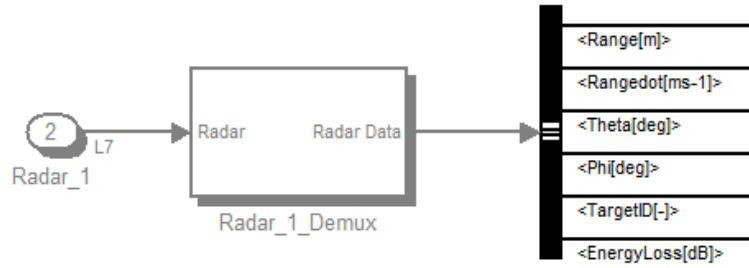 2
L7
Radar_1
Radar
Radar Data
Radar_1_Demux
<Range[m]>
<Rangedot[ms-1]>
<Theta[deg]>
<Phi[deg]>
<TargetID[-]>
<EnergyLoss[dB]>